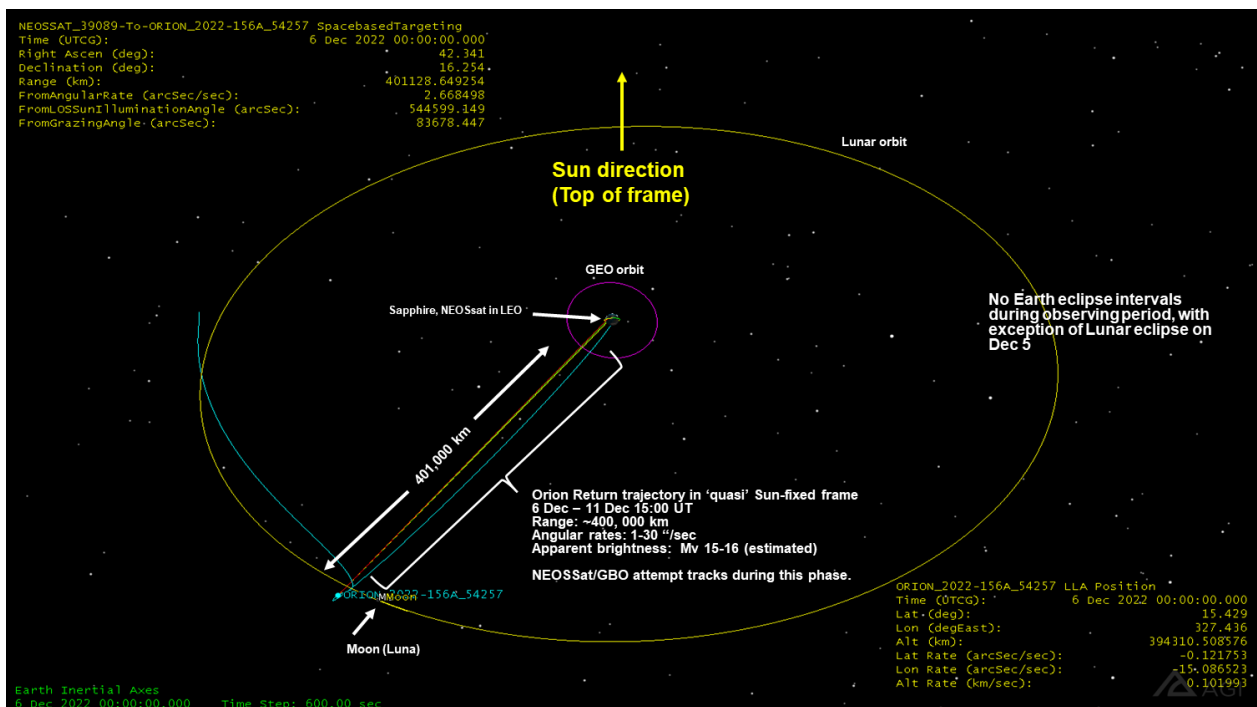 NEOSSAT_39089-To-ORION_2022-156A_54257 SpacebasedTargeting
Time (UTCG): 6 Dec 2022 00:00:00.000
Right Ascen (deg): 42.341
Declination (deg): 16.254
Range (km): 401128.649254
FromAngularRate (arcSec/sec): 2.668498
FromLOSSunIlluminationAngle (arcSec): 544599.149
FromGrazingAngle (arcSec): 83678.447
Sun direction
(Top of frame)
Lunar orbit
GEO orbit
Sapphire, NEOSsat in LEO
No Earth eclipse intervals
during observing period, with
exception of Lunar eclipse on
Dec 5
401,000 km
Orion Return trajectory in ‘quasi’ Sun-fixed frame
6 Dec – 11 Dec 15:00 UT
Range: ~400, 000 km
Angular rates: 1-30 “/sec
Apparent brightness: Mv 15-16 (estimated)
NEOSSat/GBO attempt tracks during this phase.
ORION_2022-156A_54257
Moon
Moon (Luna)
ORION_2022-156A_54257 LLA Position
Time (UTCG): 6 Dec 2022 00:00:00.000
Lat (deg): 15.429
Lon (degEast): 327.436
Alt (km): 394310.508576
Lat Rate (arcSec/sec): -0.121753
Lon Rate (arcSec/sec): -15.086523
Alt Rate (km/sec): 0.101993
AGI
Earth Inertial Axes
6 Dec 2022 00:00:00.000 Time Step: 600.00 sec